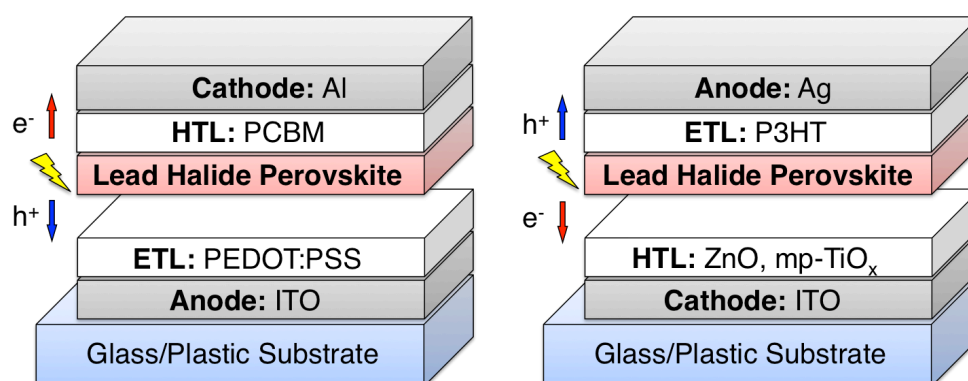 Cathode: Al
e-
HTL: PCBM
Lead Halide Perovskite
h+
ETL: PEDOT:PSS
Anode: ITO
Glass/Plastic Substrate
Anode: Ag
h+
ETL: P3HT
Lead Halide Perovskite
e-
HTL: ZnO, mp-TiOx
Cathode: ITO
Glass/Plastic Substrate